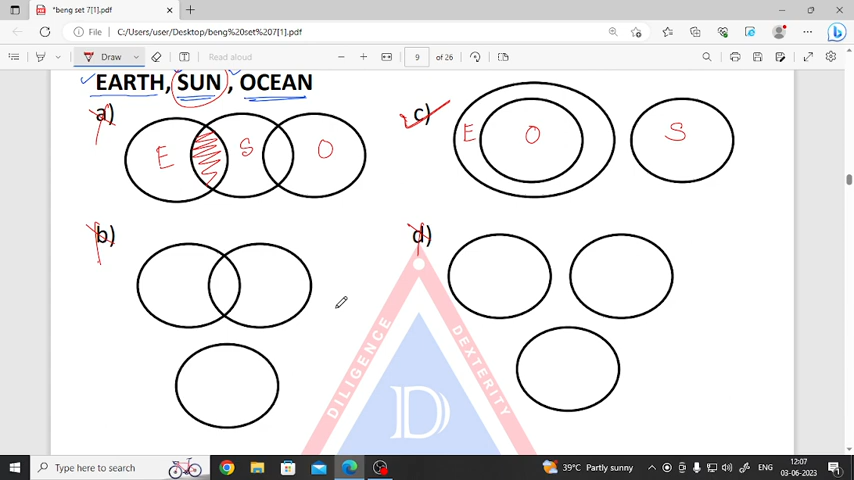 *beng set 7[1].pdf
File
C:/Users/user/Desktop/beng%20set%207[1].pdf
Draw
Read aloud
9
of 26
EARTH, SUN , OCEAN
a)
E
S
O
c)
E
O
S
b)
d)
DILIGENCE
DEXTERITY
D
Type here to search
39°C Partly sunny
ENG
12:07
03-06-2023
1